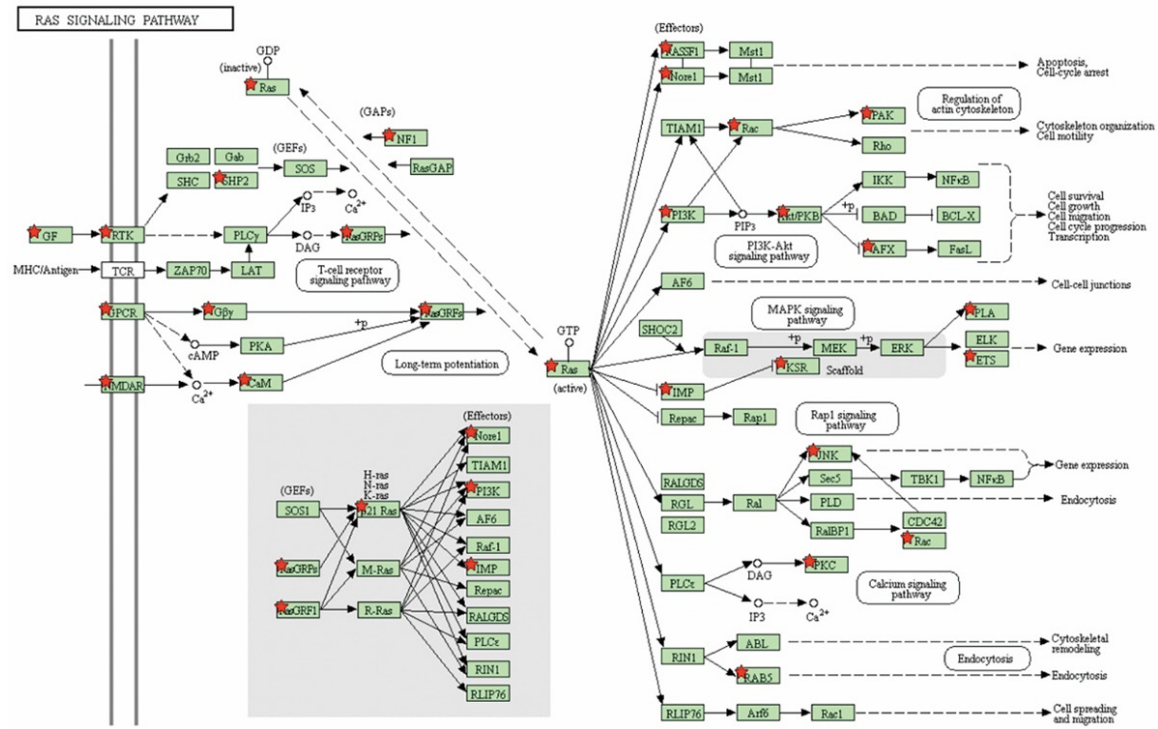 RAS SIGNALING PATHWAY
GDP
(inactive)
Ras
(GAPs)
NF1
RasGAP
Grb2
Gab
(GEFs)
SOS
SHC
SHP2
IP3
Ca2+
GF
RTK
PLCγ
DAG
RasGRPs
MHC/Antigen
TCR
ZAP70
LAT
T-cell receptor
signaling pathway
GPCR
Gβγ
RasGRFs
+p
cAMP
PKA
Long-term potentiation
NMDAR
Ca2+
CaM
GTP
Ras
(active)
(Effectors)
RASSF1
Mst1
Nore1
Mst1
Apoptosis,
Cell-cycle arrest
Regulation of
actin cytoskeleton
TIAM1
Rac
PAK
Rho
Cytoskeleton organization
Cell motility
IKK
NFκB
PI3K
PIP3
Akt/PKB
+p
BAD
BCL-X
AFX
FasL
Cell survival
Cell growth
Cell migration
Cell cycle progression
Transcription
PI3K-Akt
signaling pathway
AF6
Cell-cell junctions
MAPK signaling
pathway
PLA
SHOC2
Raf-1
+p
MEK
+p
ERK
ELK
ETS
Gene expression
KSR
Scaffold
IMP
Repac
Rap1
Rap1 signaling
pathway
JNK
Gene expression
RALGDS
RGL
RGL2
Ral
Sec5
TBK1
NFκB
PLD
Endocytosis
RalBP1
CDC42
Rac
PLCε
DAG
PKC
IP3
Ca2+
Calcium signaling
pathway
RIN1
ABL
Cytoskeletal
remodeling
RAB5
Endocytosis
Endocytosis
RLIP76
Arf6
Rac1
Cell spreading
and migration
(Effectors)
Nore1
TIAM1
PI3K
AF6
Raf-1
IMP
Repac
RALGDS
PLCε
RIN1
RLIP76
H-ras
N-ras
K-ras
(GEFs)
SOS1
p21 Ras
RasGRPs
M-Ras
RasGRF1
R-Ras